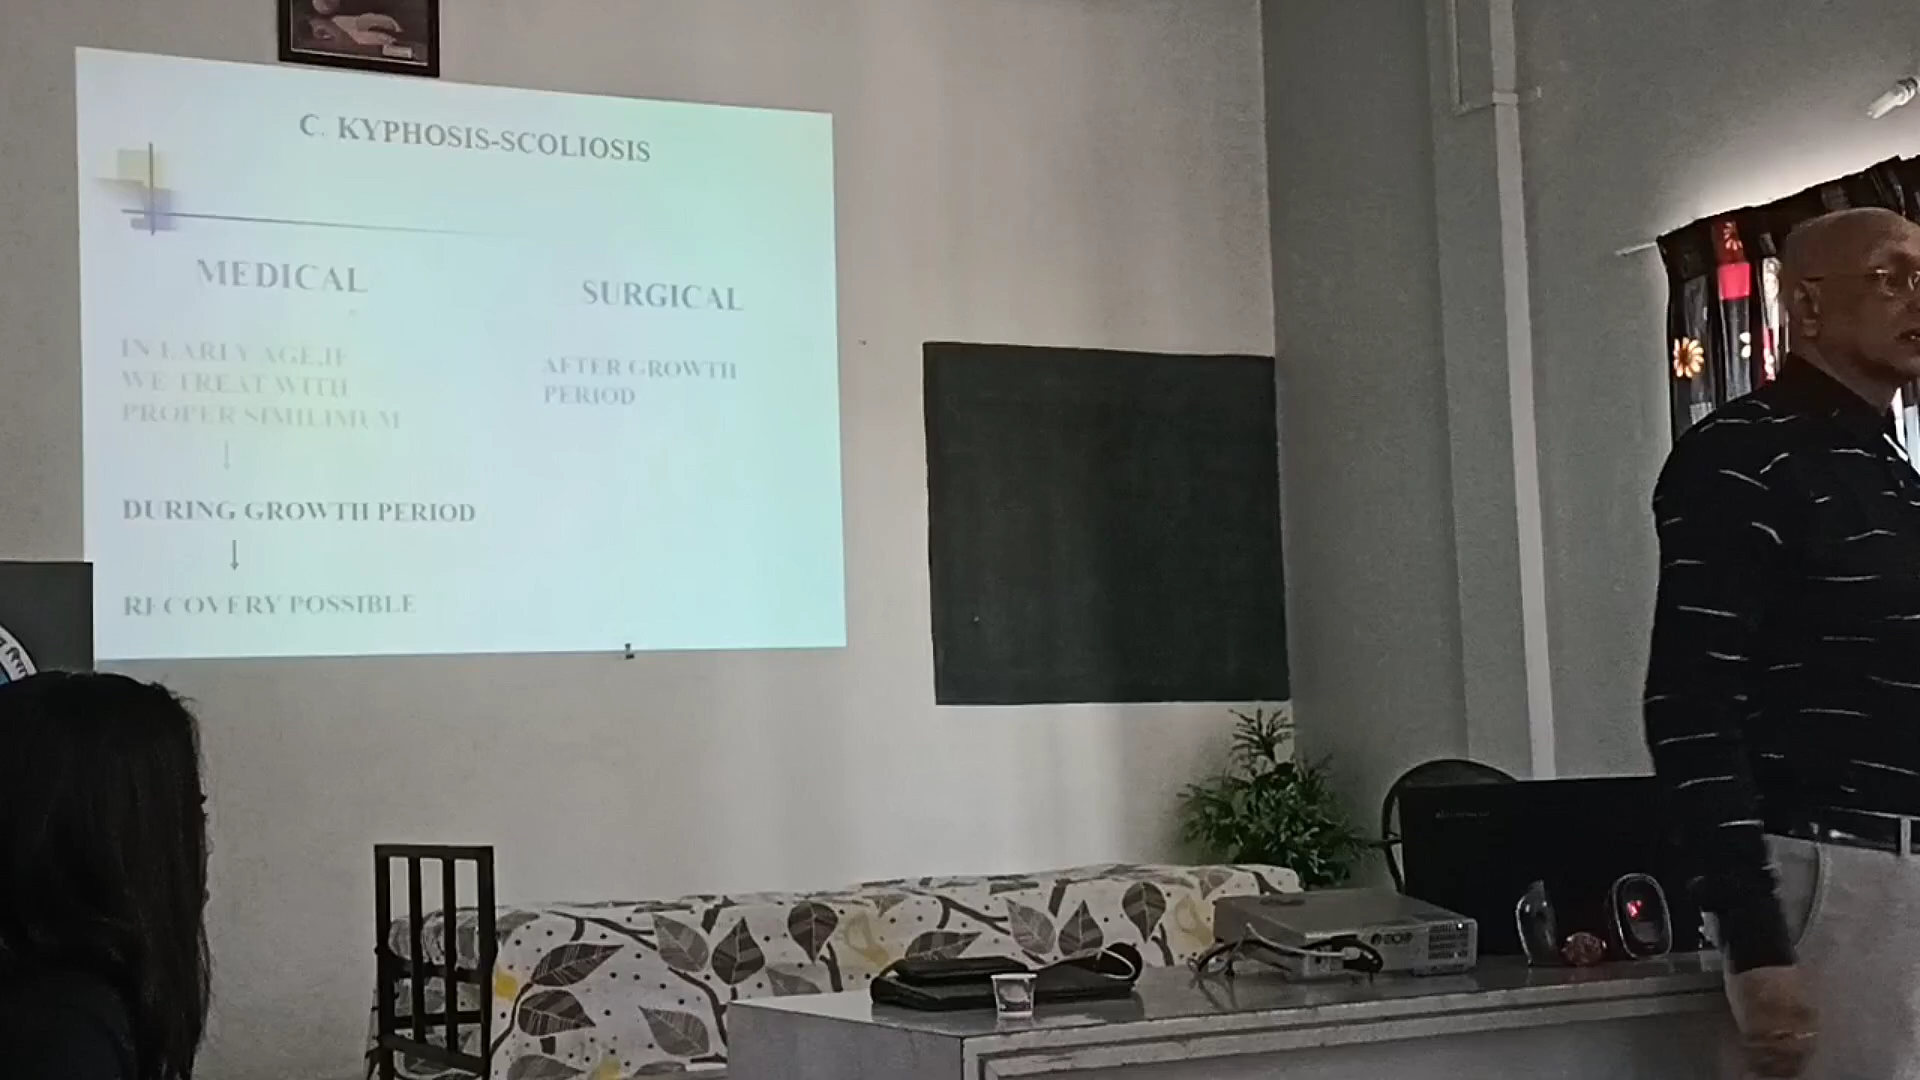 C. KYPHOSIS-SCOLIOSIS
MEDICAL
SURGICAL
IN EARLY AGE,IF
WE TREAT WITH
PROPER SIMILIMUM
AFTER GROWTH
PERIOD
↓
DURING GROWTH PERIOD
↓
RECOVERY POSSIBLE